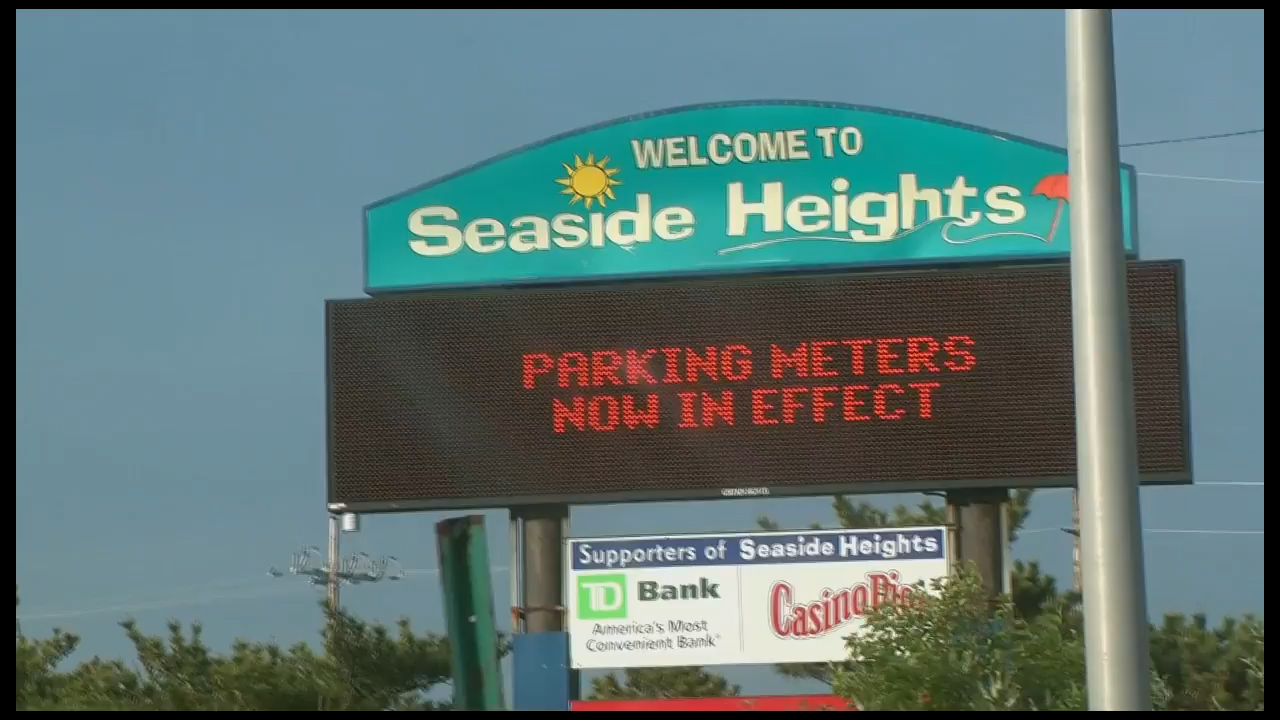 WELCOME TO
Seaside Heights
PARKING METERS
NOW IN EFFECT
Supporters of Seaside Heights
TD Bank
America's Most
Convenient Bank
Casino